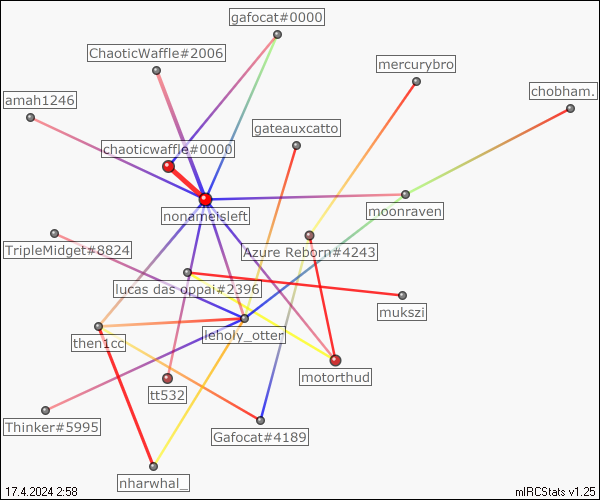 gafocat#0000
ChaoticWaffle#2006
mercurybro
chobham.
amah1246
gateauxcatto
chaoticwaffle#0000
moonraven
nonameisleft
TripleMidget#8824
Azure Reborn#4243
lucas das oppai#2396
mukszi
leholy_otter
then1cc
motorthud
tt532
Thinker#5995
Gafocat#4189
nharwhal_
17.4.2024 2:58
mIRCStats v1.25